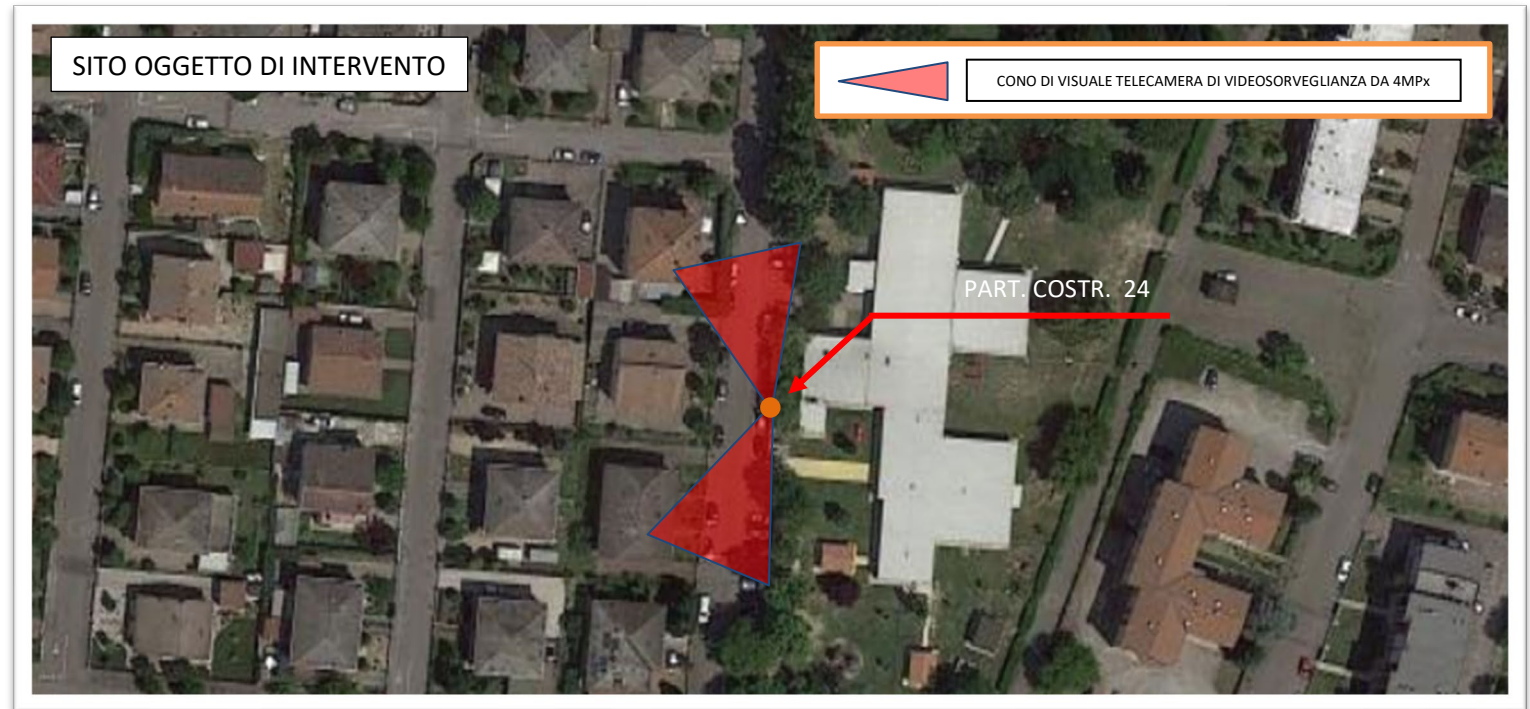 SITO OGGETTO DI INTERVENTO
CONO DI VISUALE TELECAMERA DI VIDEOSORVEGLIANZA DA 4MPx
PART. COSTR. 24